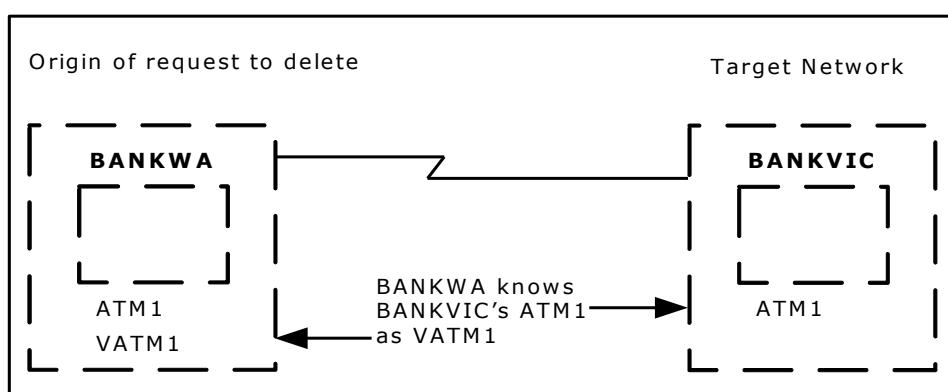 Origin of request to delete
Target Network
BANKWA
BANKVIC
ATM1
VATM1
BANKWA knows
BANKVIC’s ATM1
as VATM1
ATM1